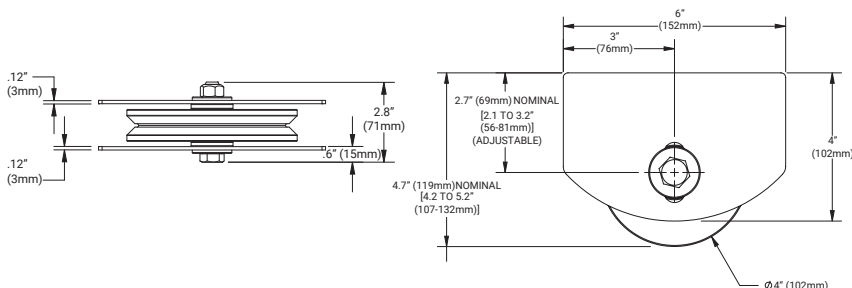 .12"
(3mm)
.12"
(3mm)
2.8"
(71mm)
.6" (15mm)
6"
(152mm)
3"
(76mm)
2.7" (69mm) NOMINAL
[2.1 TO 3.2"
(56-81mm)]
(ADJUSTABLE)
4.7" (119mm) NOMINAL
[4.2 TO 5.2"
(107-132mm)]
4"
(102mm)
Ø4" (102mm)